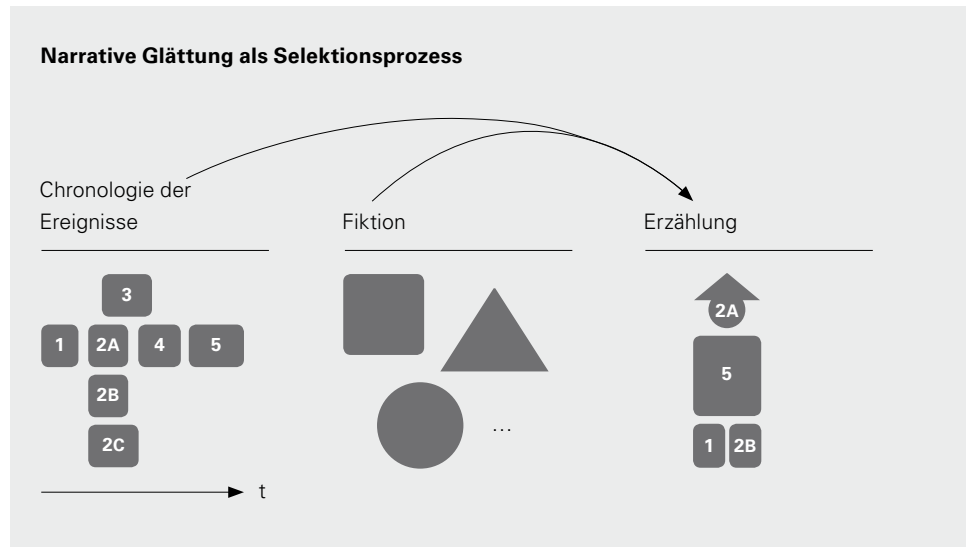 Narrative Glättung als Selektionsprozess
Chronologie der
Ereignisse
Fiktion
Erzählung
3
1 2A 4 5
2B
2C
t
...
2A
5
1 2B